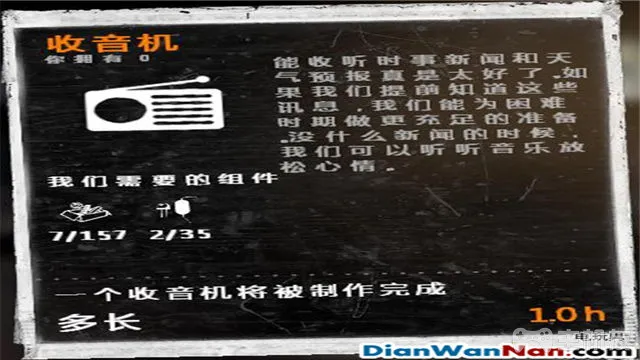 收音机
你拥有 0
能收听时事新闻和天
气预报真是太好了.如
果我们提前知道这些
讯息,我们能为困难
时期做更充足的准备
.没什么新闻的时候,
我们可以听听音乐放
松心情。
我们需要的组件
7/157 2/35
一个收音机将被制作完成
多长
1.0 h
DianWanNan.com